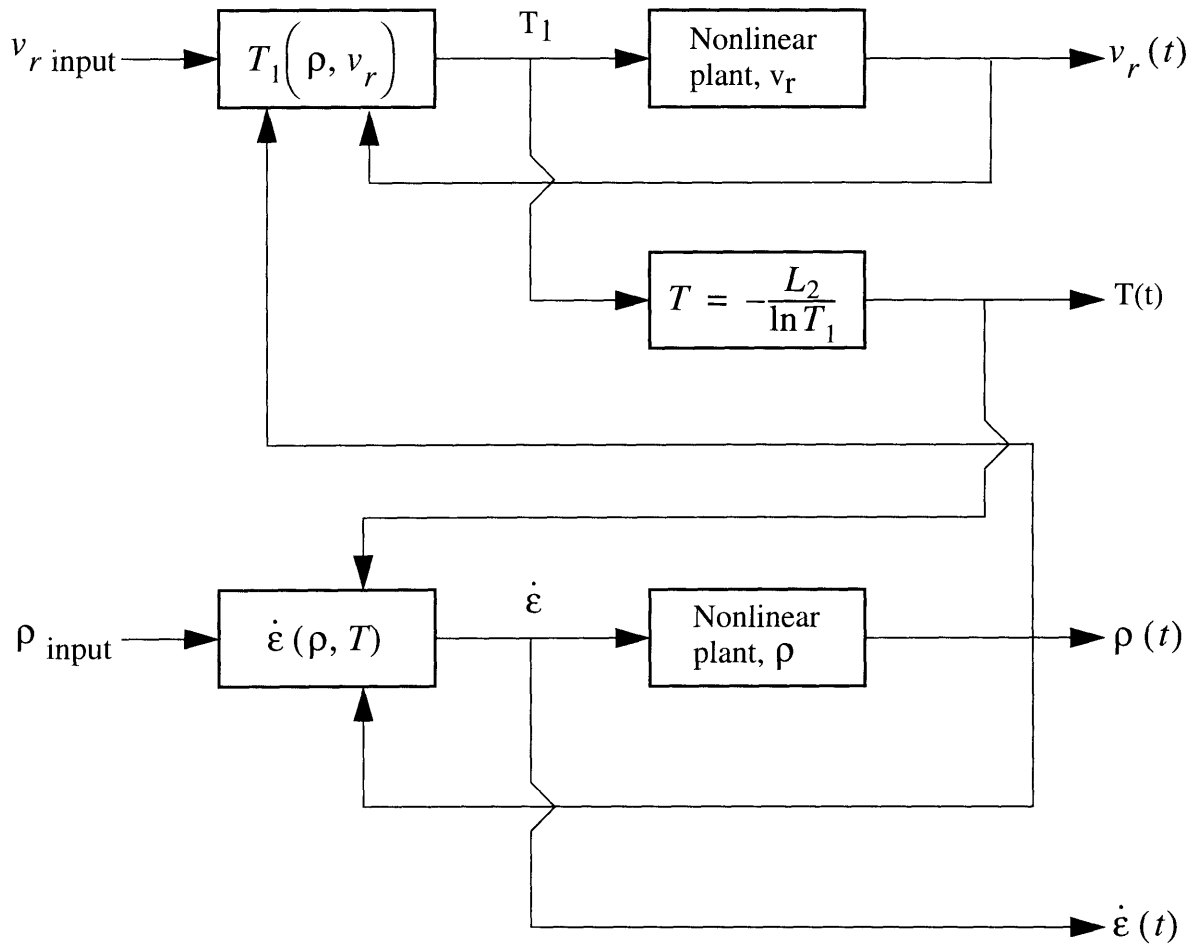 v_r input
T_1(ρ, v_r)
T_1
Nonlinear
plant, v_r
v_r (t)
T = -L_2/ln T_1
T(t)
ρ input
ε̇ (ρ, T)
ε̇
Nonlinear
plant, ρ
ρ (t)
ε̇ (t)